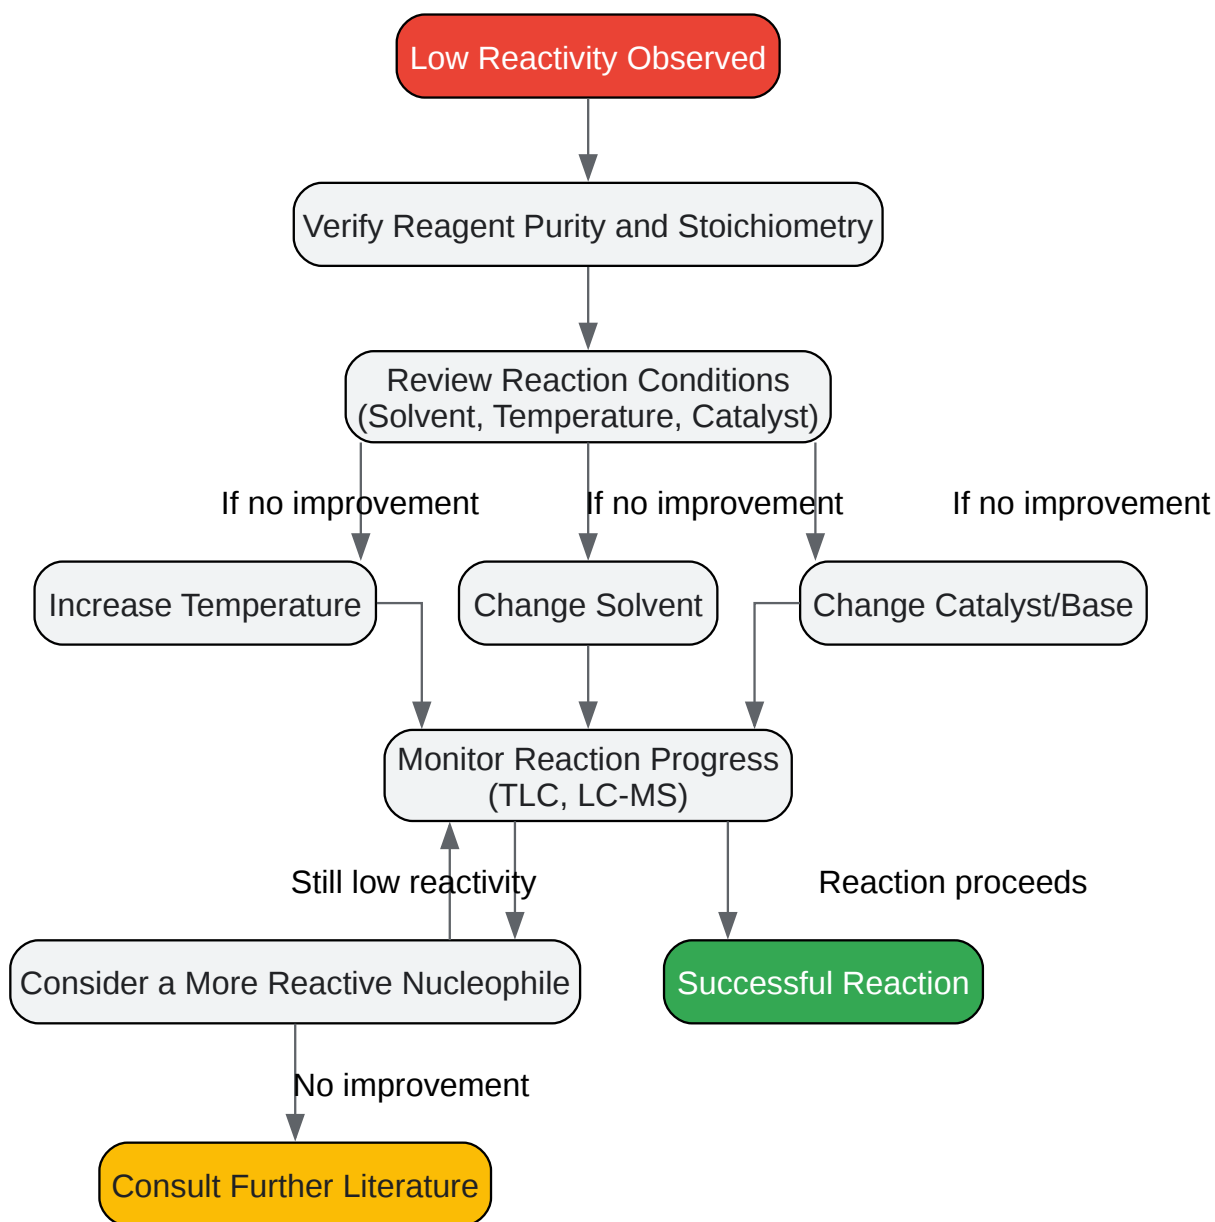 Low Reactivity Observed
Verify Reagent Purity and Stoichiometry
Review Reaction Conditions
(Solvent, Temperature, Catalyst)
If no improvement
If no improvement
If no improvement
Increase Temperature
Change Solvent
Change Catalyst/Base
Monitor Reaction Progress
(TLC, LC-MS)
Still low reactivity
Reaction proceeds
Consider a More Reactive Nucleophile
Successful Reaction
No improvement
Consult Further Literature